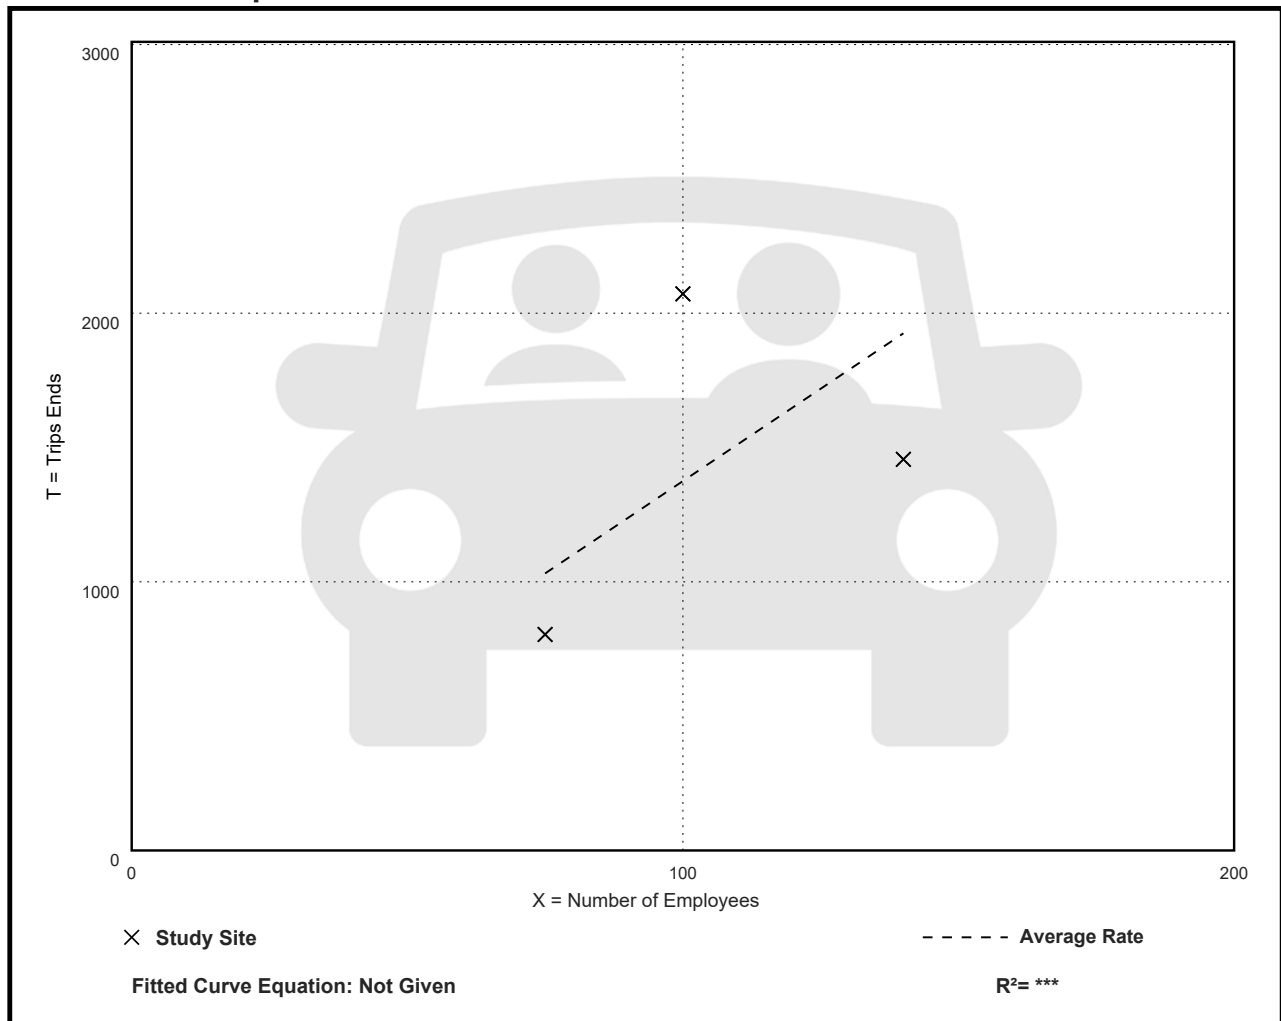 3000
2000
1000
0
T = Trips Ends
0 100 200
X = Number of Employees
Study Site Average Rate
Fitted Curve Equation: Not Given R²= ***